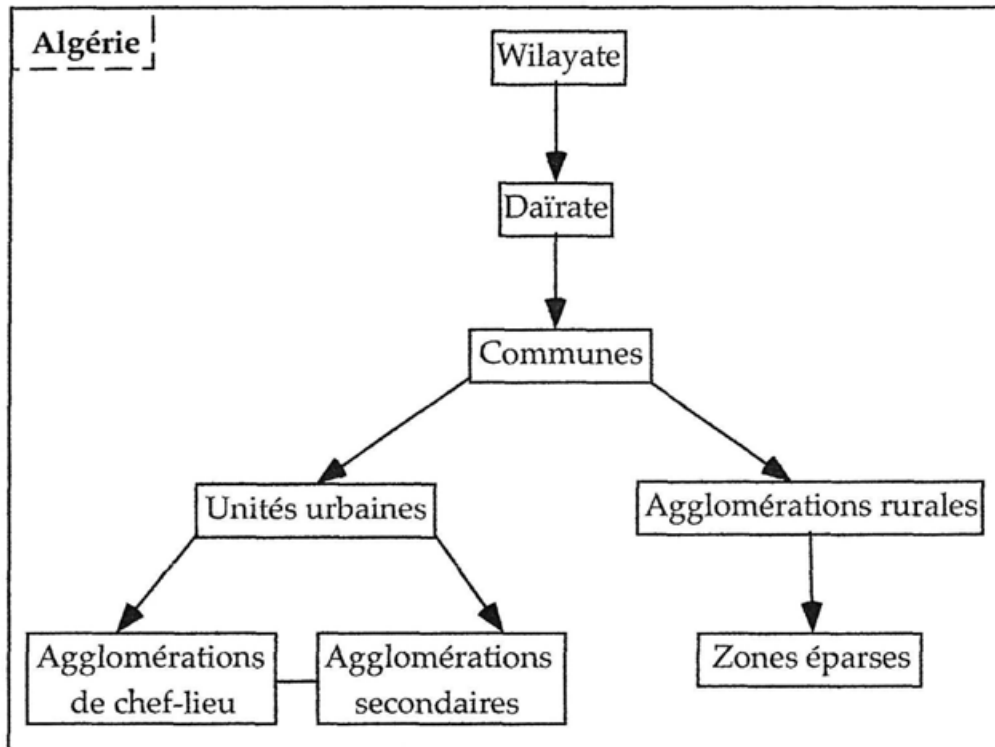 Algérie
Wilayate
Daïrate
Communes
Unités urbaines
Agglomérations rurales
Agglomérations
de chef-lieu
Agglomérations
secondaires
Zones éparses